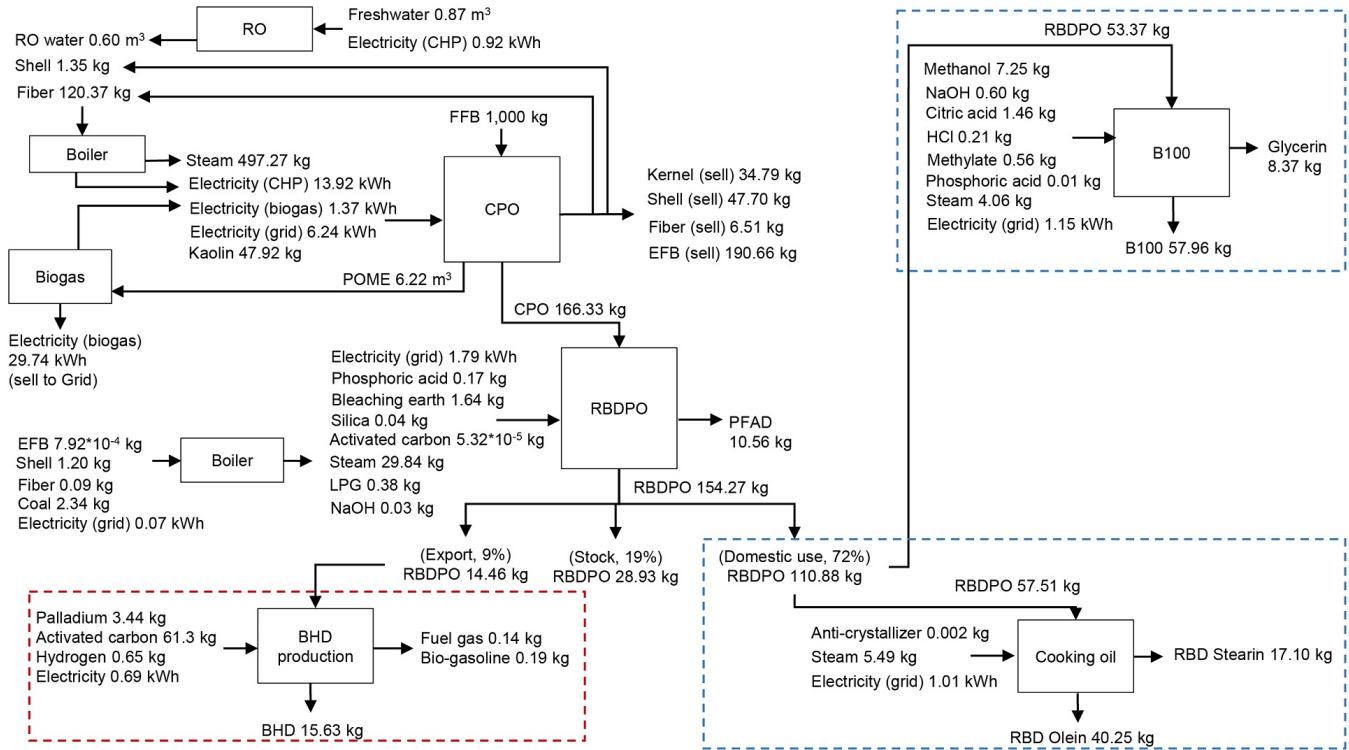 RO
Freshwater 0.87 m³
Electricity (CHP) 0.92 kWh
RO water 0.60 m³
Shell 1.35 kg
Fiber 120.37 kg
Boiler
Steam 497.27 kg
Electricity (CHP) 13.92 kWh
Electricity (biogas) 1.37 kWh
Electricity (grid) 6.24 kWh
Kaolin 47.92 kg
FFB 1,000 kg
CPO
Kernel (sell) 34.79 kg
Shell (sell) 47.70 kg
Fiber (sell) 6.51 kg
EFB (sell) 190.66 kg
Biogas
POME 6.22 m³
Electricity (biogas)
29.74 kWh
(sell to Grid)
CPO 166.33 kg
Electricity (grid) 1.79 kWh
Phosphoric acid 0.17 kg
Bleaching earth 1.64 kg
Silica 0.04 kg
Activated carbon 5.32*10⁻⁵ kg
Steam 29.84 kg
LPG 0.38 kg
NaOH 0.03 kg
RBDPO
PFAD
10.56 kg
EFB 7.92*10⁻⁴ kg
Shell 1.20 kg
Fiber 0.09 kg
Coal 2.34 kg
Electricity (grid) 0.07 kWh
Boiler
RBDPO 154.27 kg
(Export, 9%)
RBDPO 14.46 kg
(Stock, 19%)
RBDPO 28.93 kg
(Domestic use, 72%)
RBDPO 110.88 kg
Palladium 3.44 kg
Activated carbon 61.3 kg
Hydrogen 0.65 kg
Electricity 0.69 kWh
BHD
production
Fuel gas 0.14 kg
Bio-gasoline 0.19 kg
BHD 15.63 kg
RBDPO 57.51 kg
Anti-crystallizer 0.002 kg
Steam 5.49 kg
Electricity (grid) 1.01 kWh
Cooking oil
RBD Stearin 17.10 kg
RBD Olein 40.25 kg
RBDPO 53.37 kg
Methanol 7.25 kg
NaOH 0.60 kg
Citric acid 1.46 kg
HCl 0.21 kg
Methylate 0.56 kg
Phosphoric acid 0.01 kg
Steam 4.06 kg
Electricity (grid) 1.15 kWh
B100
Glycerin
8.37 kg
B100 57.96 kg